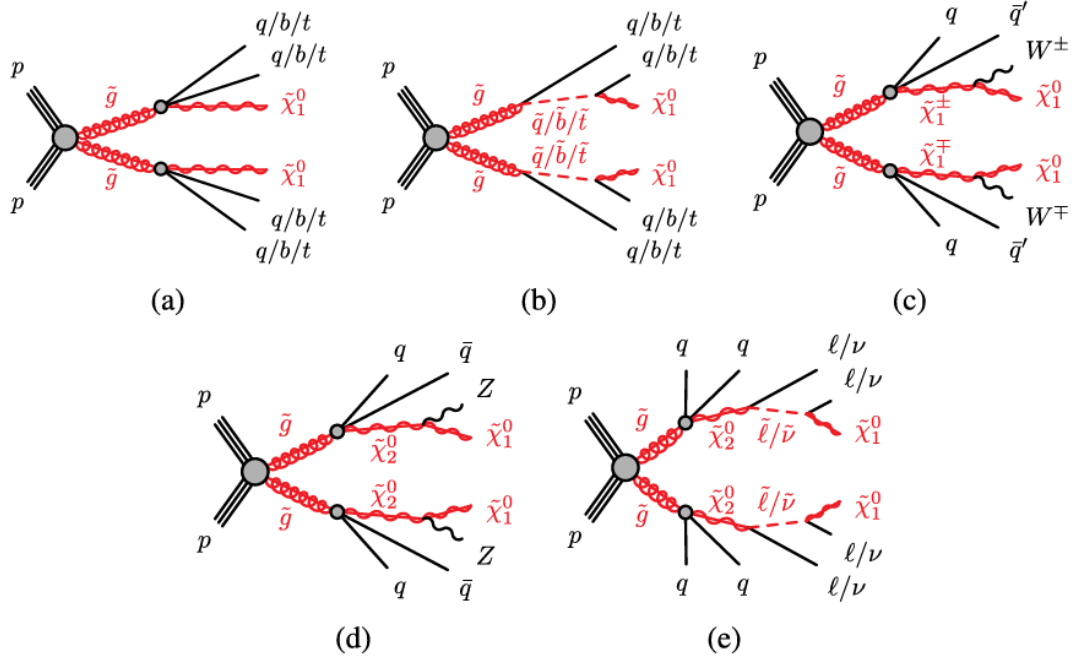 q/b/t
q/b/t
p
g̃
χ̃₁⁰
χ̃₁⁰
g̃
p
q/b/t
q/b/t
(a)
q/b/t
q/b/t
p
g̃
χ̃₁⁰
q̃/b̃/t̃
q̃/b̃/t̃
χ̃₁⁰
g̃
p
q/b/t
q/b/t
(b)
q
q̄′
W±
p
g̃
χ̃₁⁰
χ̃₁±
χ̃₁∓
χ̃₁⁰
g̃
p
W∓
q
q̄′
(c)
q
q̄
Z
p
g̃
χ̃₁⁰
χ̃₂⁰
χ̃₂⁰
χ̃₁⁰
g̃
p
Z
q
q̄
(d)
q
q
ℓ/ν
ℓ/ν
p
g̃
χ̃₁⁰
χ̃₂⁰
ℓ̃/ν̃
χ̃₂⁰
ℓ̃/ν̃
χ̃₁⁰
g̃
p
ℓ/ν
ℓ/ν
q
q
(e)